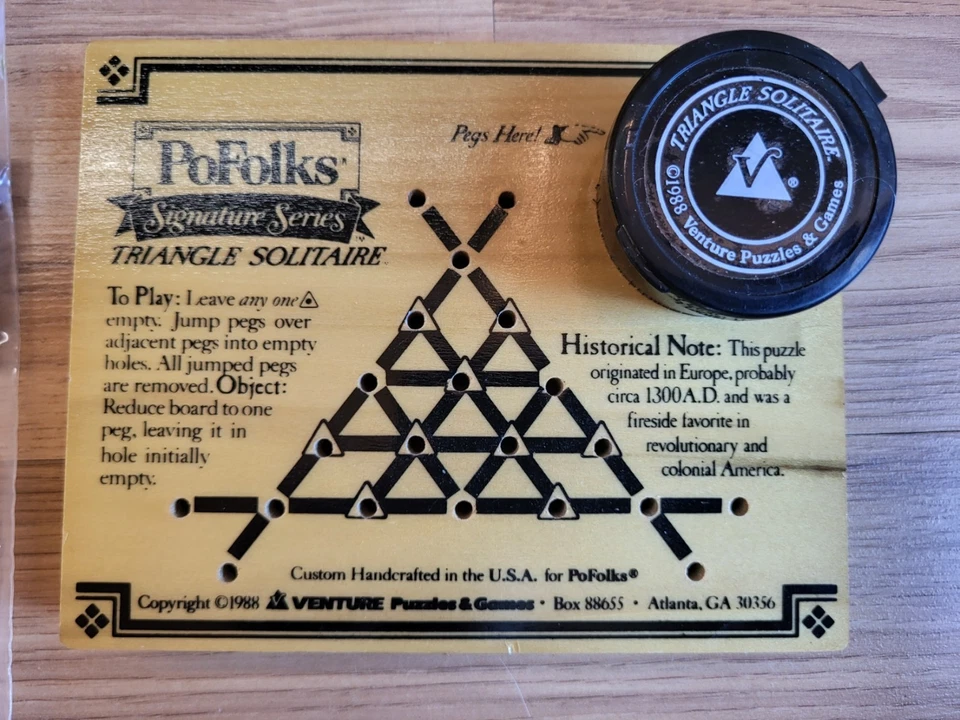 Pegs Here!
PoFolks
Signature Series™
TRIANGLE SOLITAIRE
To Play: Leave any one
empty. Jump pegs over
adjacent pegs into empty
holes. All jumped pegs
are removed. Object:
Reduce board to one
peg, leaving it in
hole initially
empty.
Historical Note: This puzzle
originated in Europe, probably
circa 1300 A.D. and was a
fireside favorite in
revolutionary and
colonial America.
Custom Handcrafted in the U.S.A. for PoFolks®
Copyright ©1988 VENTURE Puzzles & Games · Box 88655 · Atlanta, GA 30356
TRIANGLE SOLITAIRE
V ®
©1988 Venture Puzzles & Games